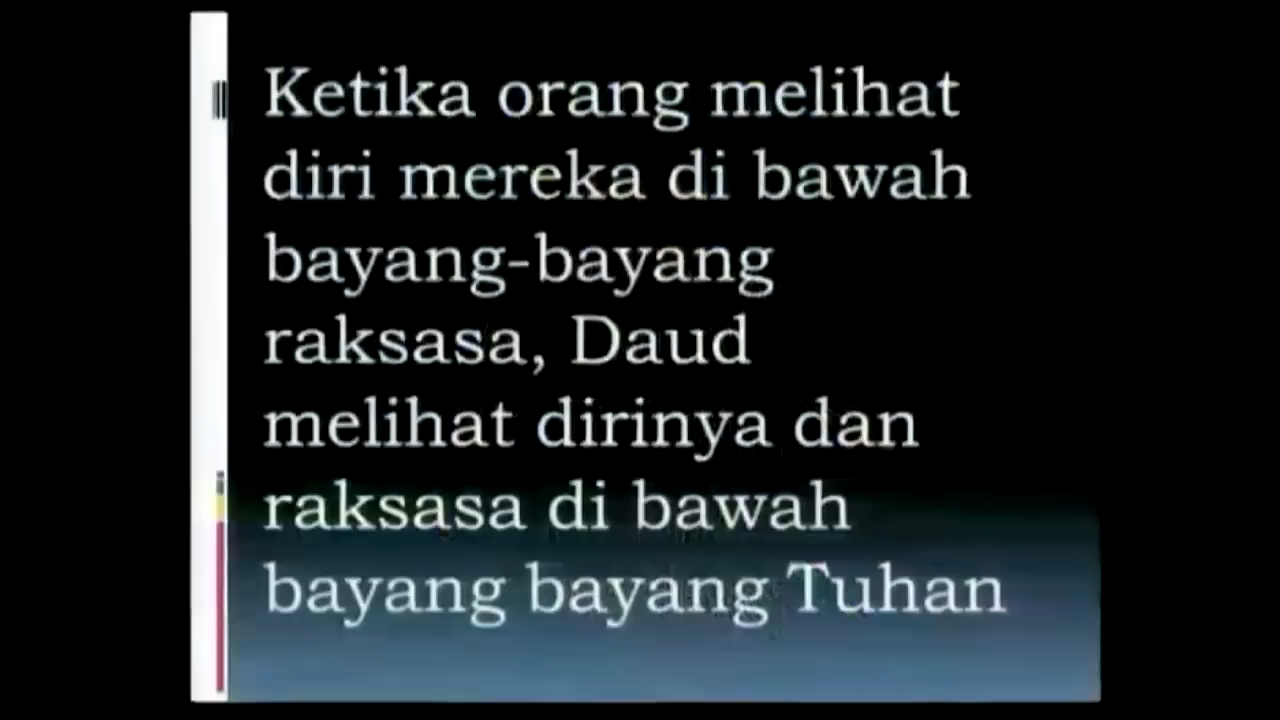 Ketika orang melihat
diri mereka di bawah
bayang-bayang
raksasa, Daud
melihat dirinya dan
raksasa di bawah
bayang bayang Tuhan